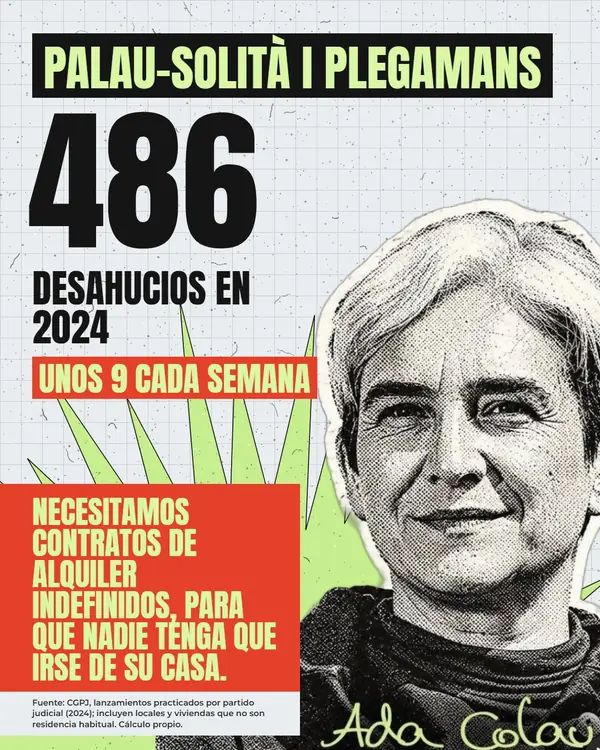 PALAU-SOLITÀ I PLEGAMANS
486
DESAHUCIOS EN
2024
UNOS 9 CADA SEMANA
NECESITAMOS
CONTRATOS DE
ALQUILER
INDEFINIDOS, PARA
QUE NADIE TENGA QUE
IRSE DE SU CASA.
Fuente: CGPJ, lanzamientos practicados por partido
judicial (2024); incluyen locales y viviendas que no son
residencia habitual. Cálculo propio.
Ada Colau